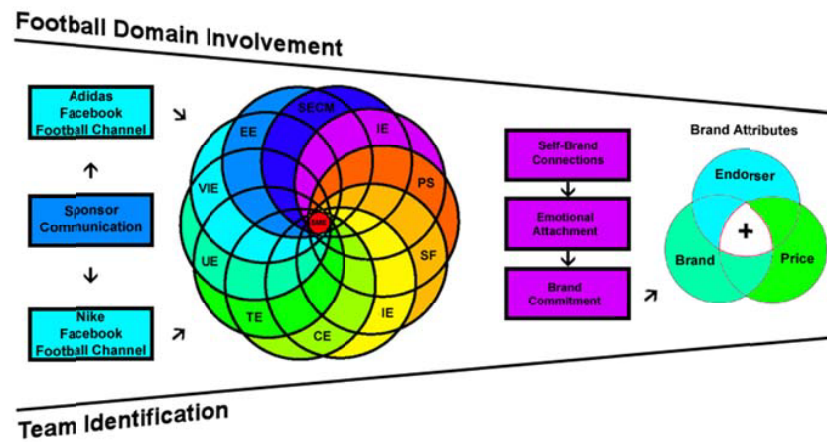 Football Domain Involvement
Adidas
Facebook
Football Channel
Sponsor
Communication
Nike
Facebook
Football Channel
SECM
EE
IE
VIE
PS
UE
SF
TE
IE
CE
Self-Brand
Connections
Emotional
Attachment
Brand
Commitment
Brand Attributes
Endorser
+
Brand
Price
Team Identification